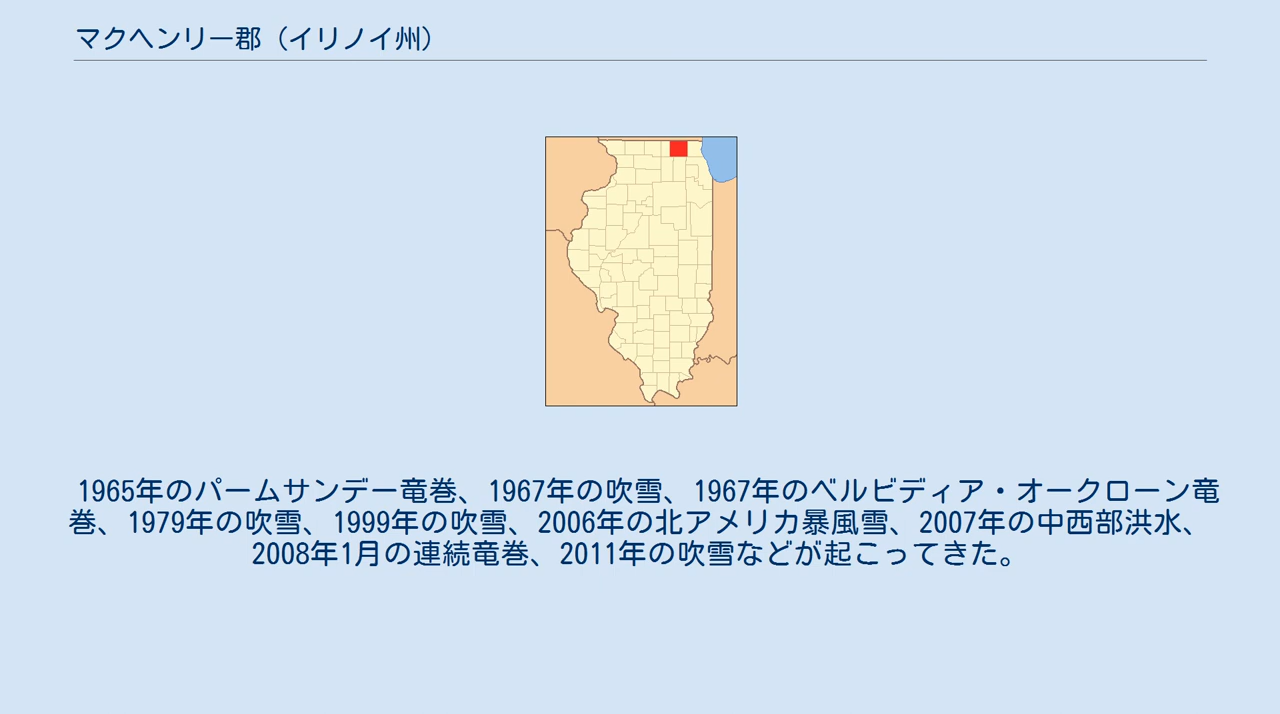 マクヘンリー郡（イリノイ州）
1965年のパームサンデー竜巻、1967年の吹雪、1967年のベルビディア・オークローン竜
巻、1979年の吹雪、1999年の吹雪、2006年の北アメリカ暴風雪、2007年の中西部洪水、
2008年1月の連続竜巻、2011年の吹雪などが起こってきた。